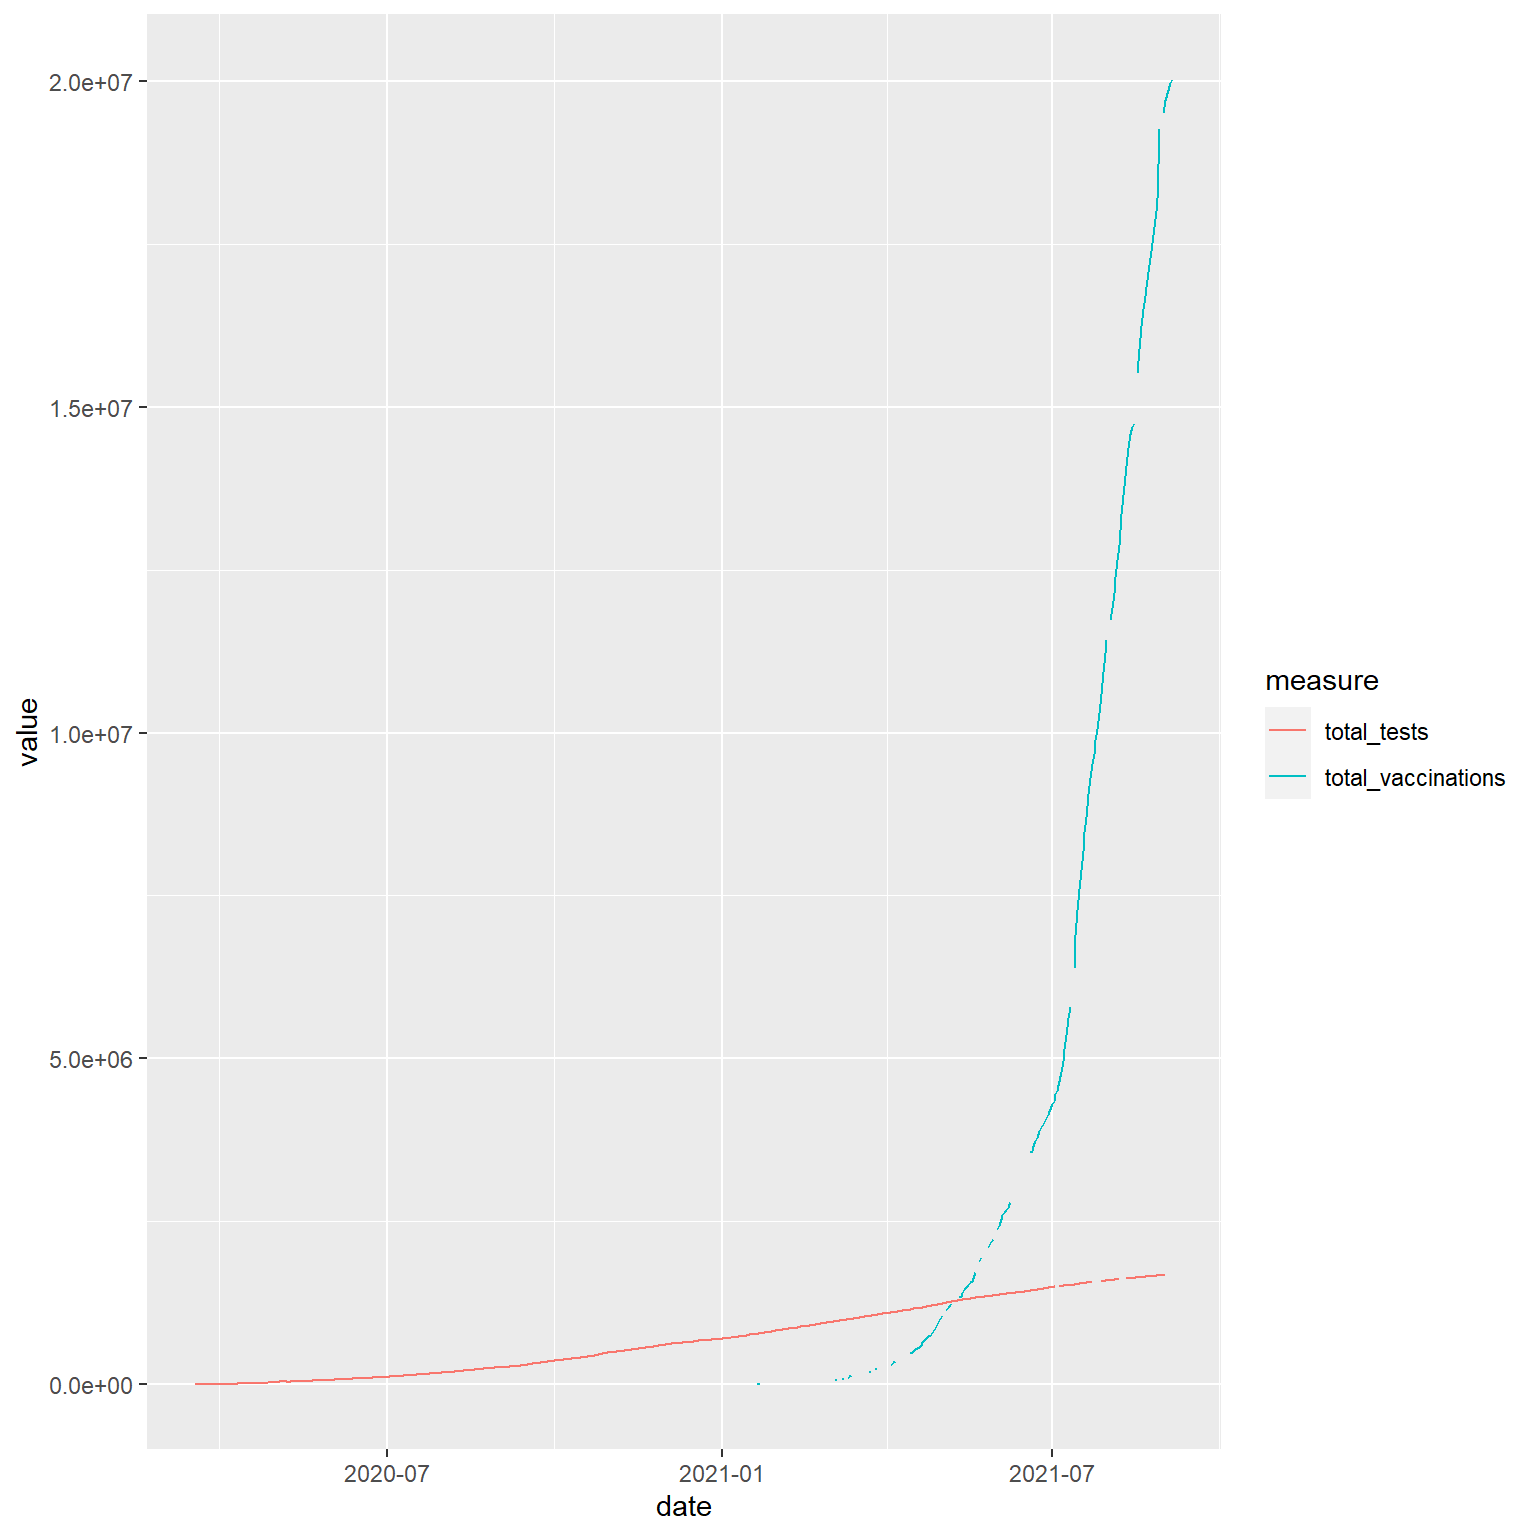 2.0e+07
1.5e+07
1.0e+07
5.0e+06
0.0e+00
value
2020-07
2021-01
2021-07
date
measure
total_tests
total_vaccinations